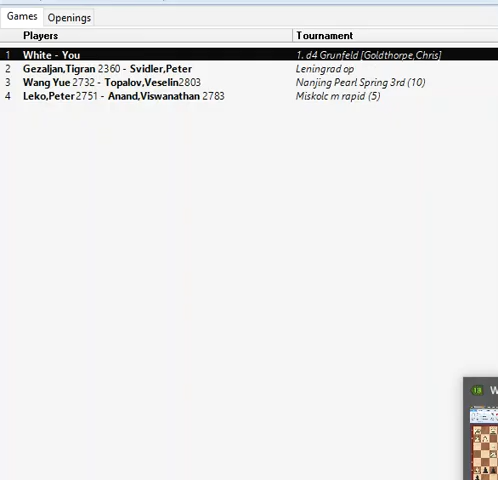 Games Openings
Players Tournament
1 White - You 1. d4 Grunfeld [Goldthorpe,Chris]
2 Gezaljan,Tigran 2360 - Svidler,Peter Leningrad op
3 Wang Yue 2732 - Topalov,Veselin2803 Nanjing Pearl Spring 3rd (10)
4 Leko,Peter2751 - Anand,Viswanathan 2783 Miskolc m rapid (5)
W